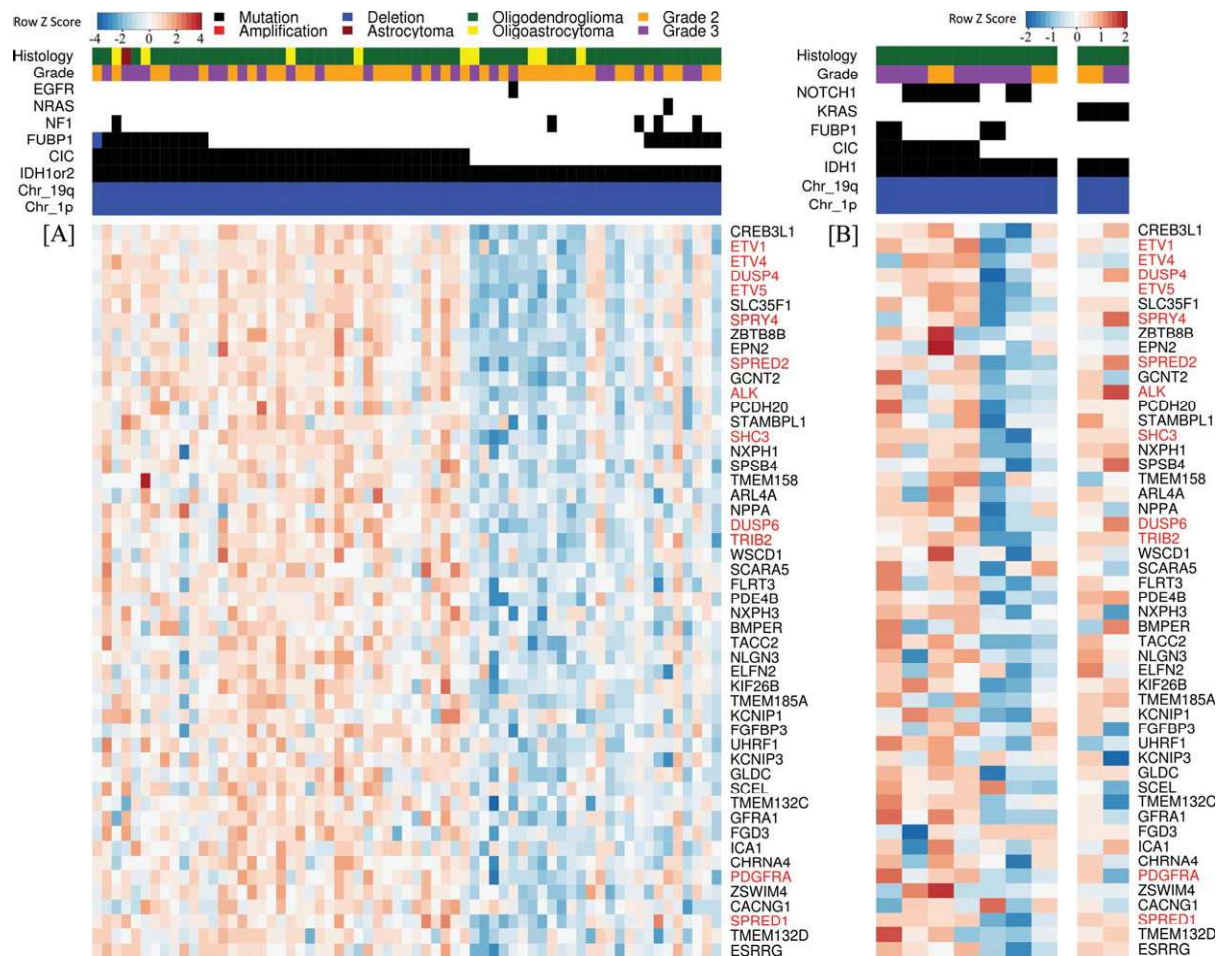 Row Z Score
-4 -2 0 2 4
Mutation Deletion Oligodendroglioma Grade 2
Amplification Astrocytoma Oligoastrocytoma Grade 3
Histology
Grade
EGFR
NRAS
NF1
FUBP1
CIC
IDH1or2
Chr_19q
Chr_1p
[A]
CREB3L1
ETV1
ETV4
DUSP4
ETV5
SLC35F1
SPRY4
ZBTB8B
EPN2
SPRED2
GCNT2
ALK
PCDH20
STAMBPL1
SHC3
NXPH1
SPSB4
TMEM158
ARL4A
NPPA
DUSP6
TRIB2
WSCD1
SCARA5
FLRT3
PDE4B
NXPH3
BMPER
TACC2
NLGN3
ELFN2
KIF26B
TMEM185A
KCNIP1
FGFBP3
UHRF1
KCNIP3
GLDC
SCEL
TMEM132C
GFRA1
FGD3
ICA1
CHRNA4
PDGFRA
ZSWIM4
CACNG1
SPRED1
TMEM132D
ESRRG
Row Z Score
-2 -1 0 1 2
Histology
Grade
NOTCH1
KRAS
FUBP1
CIC
IDH1
Chr_19q
Chr_1p
[B]
CREB3L1
ETV1
ETV4
DUSP4
ETV5
SLC35F1
SPRY4
ZBTB8B
EPN2
SPRED2
GCNT2
ALK
PCDH20
STAMBPL1
SHC3
NXPH1
SPSB4
TMEM158
ARL4A
NPPA
DUSP6
TRIB2
WSCD1
SCARA5
FLRT3
PDE4B
NXPH3
BMPER
TACC2
NLGN3
ELFN2
KIF26B
TMEM185A
KCNIP1
FGFBP3
UHRF1
KCNIP3
GLDC
SCEL
TMEM132C
GFRA1
FGD3
ICA1
CHRNA4
PDGFRA
ZSWIM4
CACNG1
SPRED1
TMEM132D
ESRRG